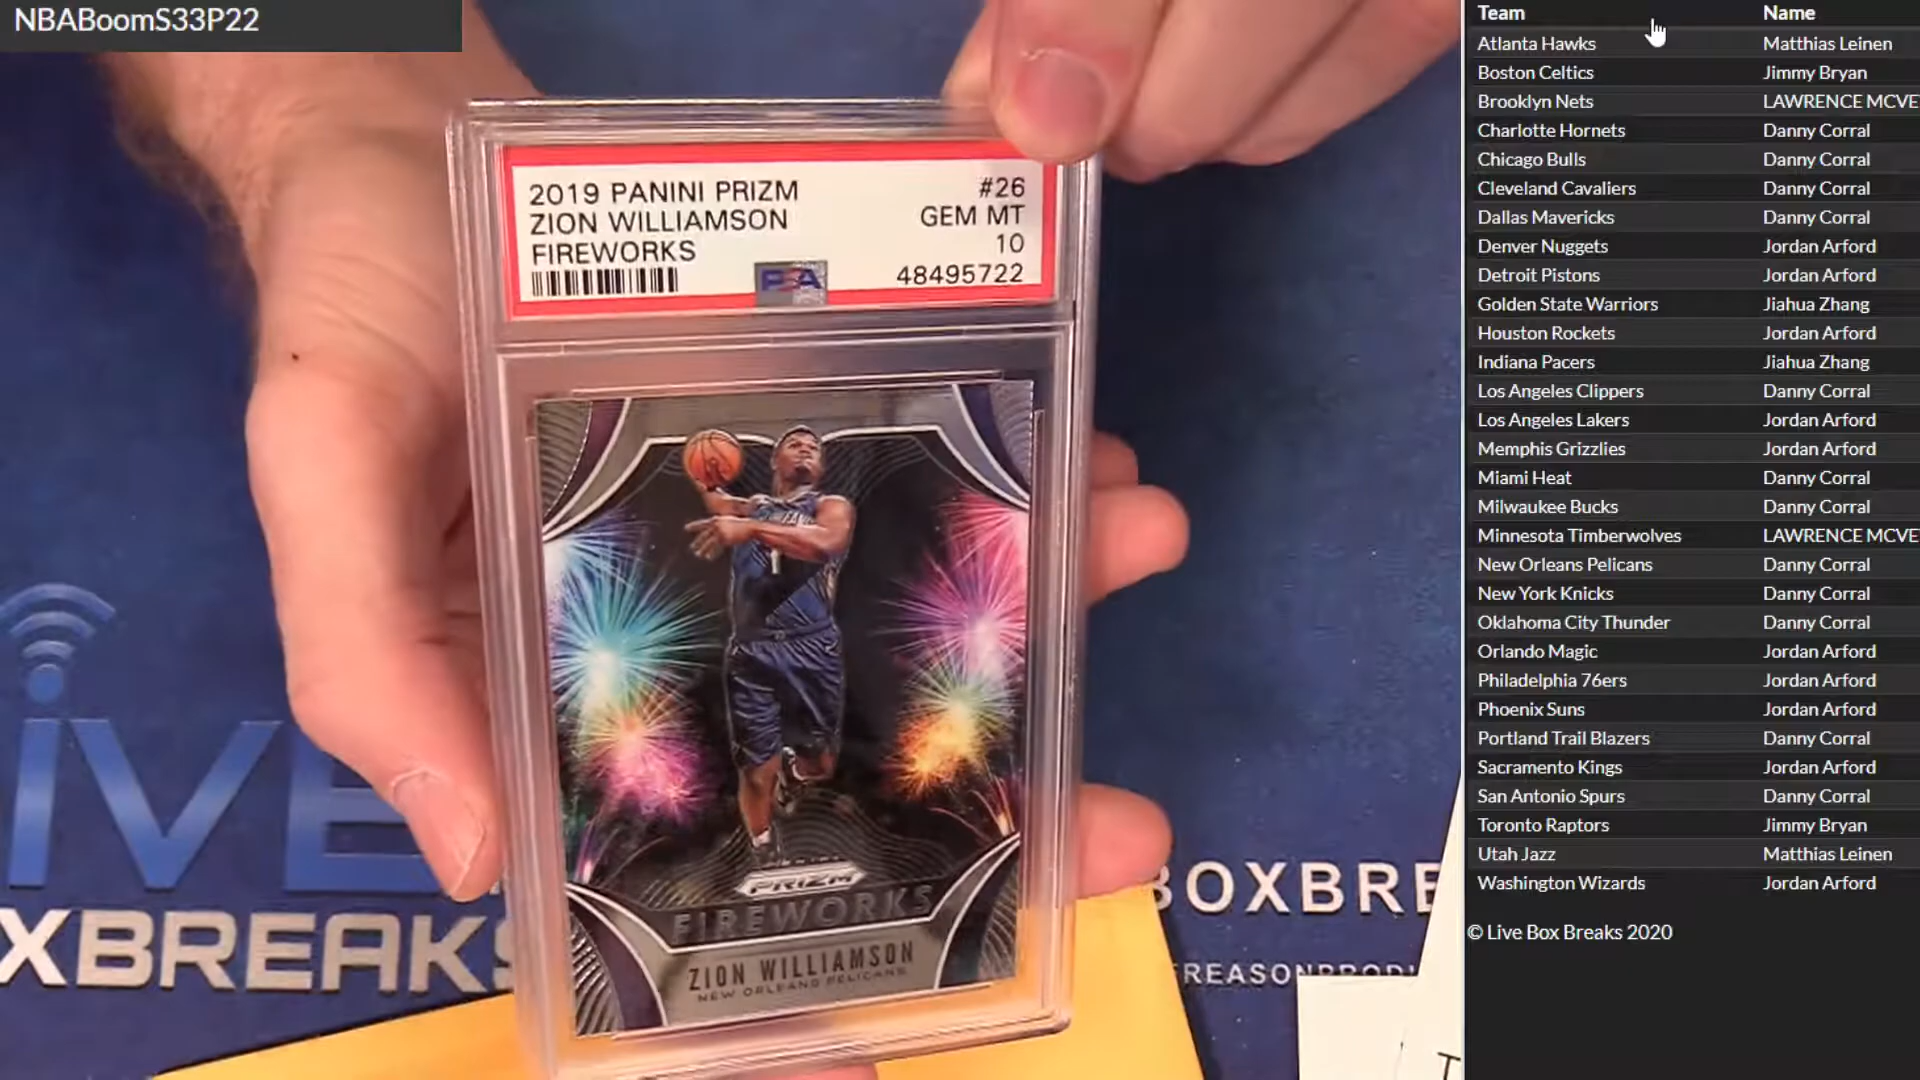 NBABoomS33P22
2019 PANINI PRIZM #26
ZION WILLIAMSON GEM MT
FIREWORKS 10
PSA 48495722
1
PRIZM
FIREWORKS
ZION WILLIAMSON
NEW ORLEANS PELICANS
LIVE
XBREAKS
BOXBRE
EREASONPRODU
T
Team Name
Atlanta Hawks Matthias Leinen
Boston Celtics Jimmy Bryan
Brooklyn Nets LAWRENCE MCVE
Charlotte Hornets Danny Corral
Chicago Bulls Danny Corral
Cleveland Cavaliers Danny Corral
Dallas Mavericks Danny Corral
Denver Nuggets Jordan Arford
Detroit Pistons Jordan Arford
Golden State Warriors Jiahua Zhang
Houston Rockets Jordan Arford
Indiana Pacers Jiahua Zhang
Los Angeles Clippers Danny Corral
Los Angeles Lakers Jordan Arford
Memphis Grizzlies Jordan Arford
Miami Heat Danny Corral
Milwaukee Bucks Danny Corral
Minnesota Timberwolves LAWRENCE MCVE
New Orleans Pelicans Danny Corral
New York Knicks Danny Corral
Oklahoma City Thunder Danny Corral
Orlando Magic Jordan Arford
Philadelphia 76ers Jordan Arford
Phoenix Suns Jordan Arford
Portland Trail Blazers Danny Corral
Sacramento Kings Jordan Arford
San Antonio Spurs Danny Corral
Toronto Raptors Jimmy Bryan
Utah Jazz Matthias Leinen
Washington Wizards Jordan Arford
© Live Box Breaks 2020